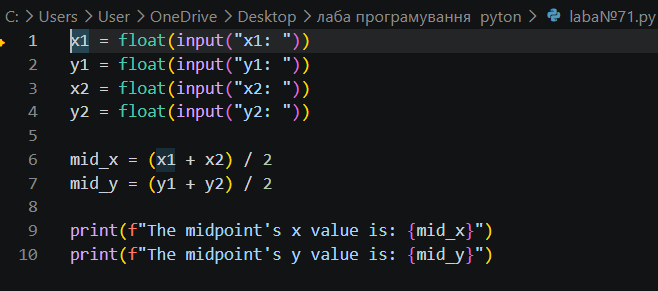 C: > Users > User > OneDrive > Desktop > лаба програмування pyton > labaNº71.py
1 x1 = float(input("x1: "))
2 y1 = float(input("y1: "))
3 x2 = float(input("x2: "))
4 y2 = float(input("y2: "))
5
6 mid_x = (x1 + x2) / 2
7 mid_y = (y1 + y2) / 2
8
9 print(f"The midpoint's x value is: {mid_x}")
10 print(f"The midpoint's y value is: {mid_y}")